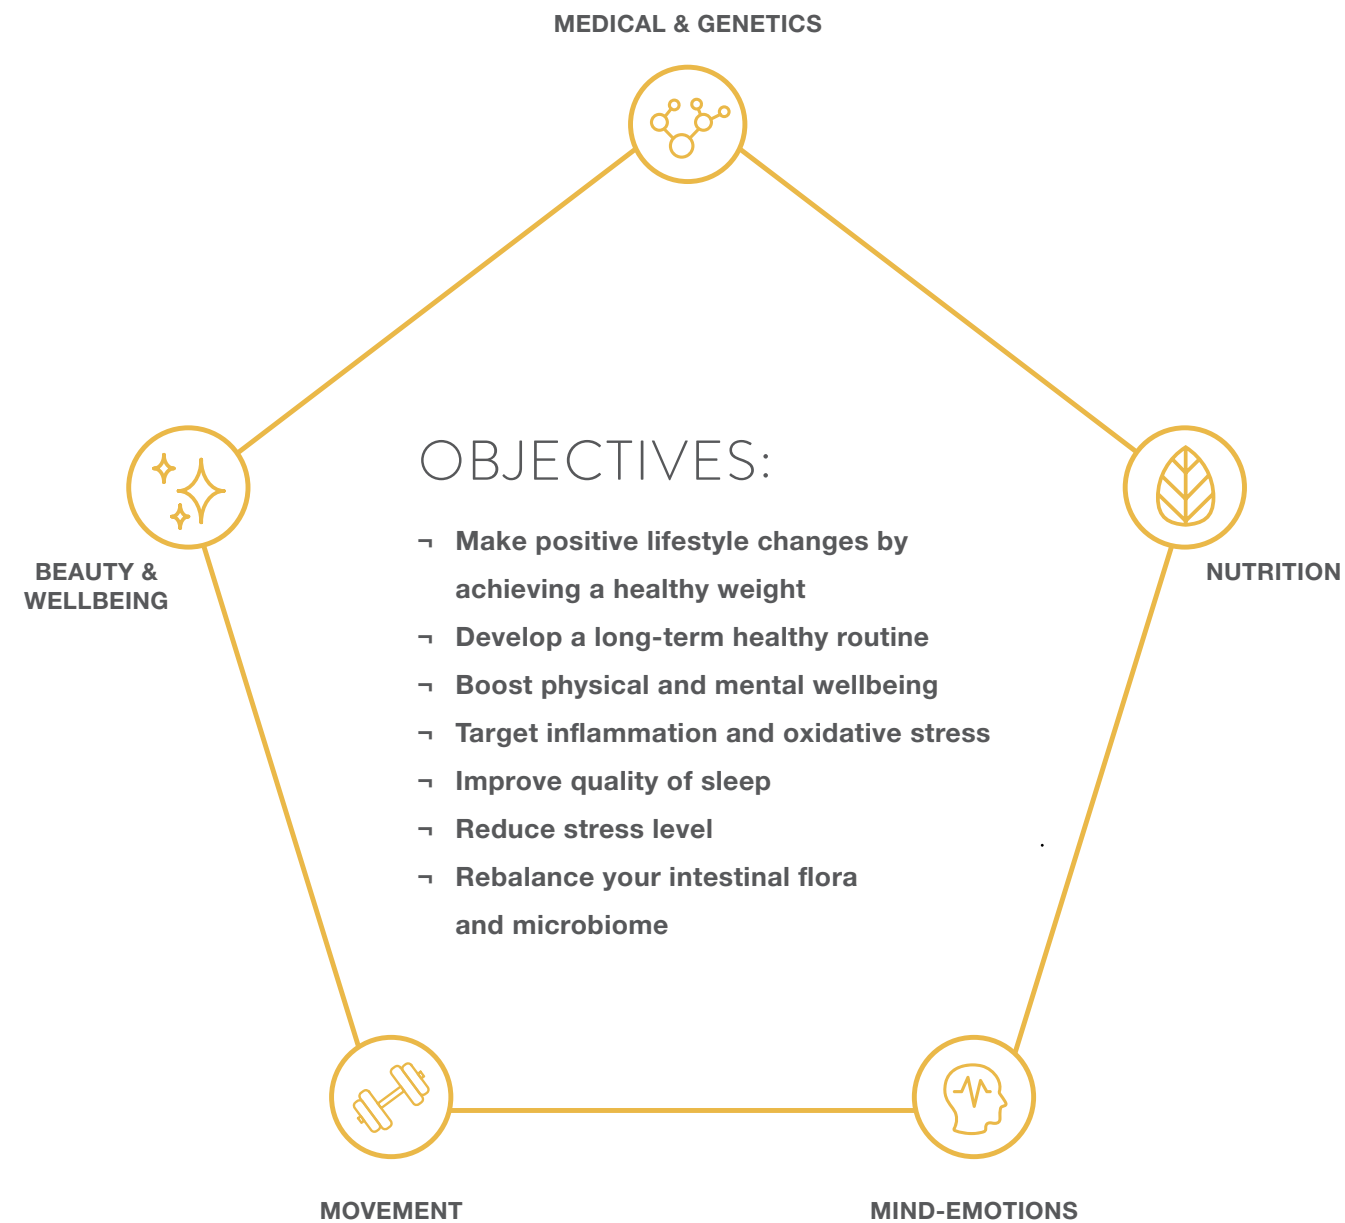 MEDICAL & GENETICS
OBJECTIVES:
¬ Make positive lifestyle changes by
achieving a healthy weight
¬ Develop a long-term healthy routine
¬ Boost physical and mental wellbeing
¬ Target inflammation and oxidative stress
¬ Improve quality of sleep
¬ Reduce stress level
¬ Rebalance your intestinal flora
and microbiome
BEAUTY &
WELLBEING
NUTRITION
.
MOVEMENT
MIND-EMOTIONS